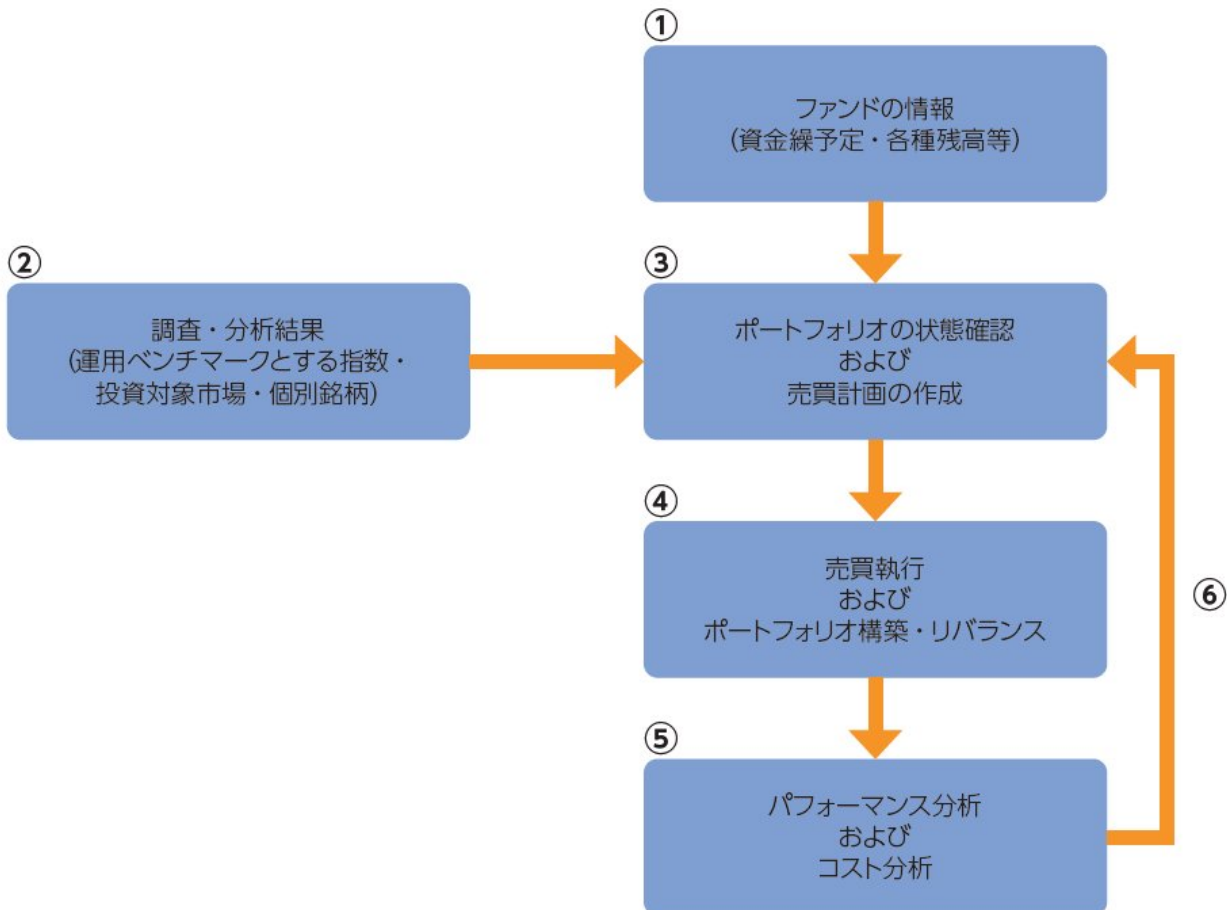 ①
ファンドの情報
(資金繰予定・各種残高等)
②
調査・分析結果
(運用ベンチマークとする指数・
投資対象市場・個別銘柄)
③
ポートフォリオの状態確認
および
売買計画の作成
④
売買執行
および
ポートフォリオ構築・リバランス
⑥
⑤
パフォーマンス分析
および
コスト分析